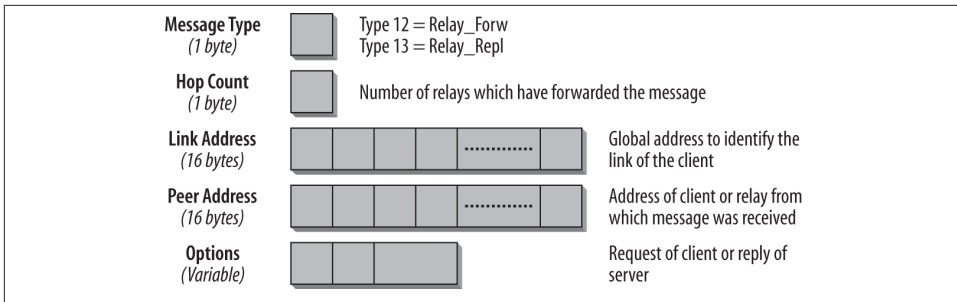 Message Type
(1 byte)
Type 12 = Relay_Forw
Type 13 = Relay_Repl
Hop Count
(1 byte)
Number of relays which have forwarded the message
Link Address
(16 bytes)
Global address to identify the
link of the client
Peer Address
(16 bytes)
Address of client or relay from
which message was received
Options
(Variable)
Request of client or reply of
server